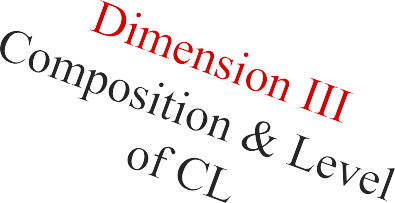 Dimension III
Composition & Level
of CL